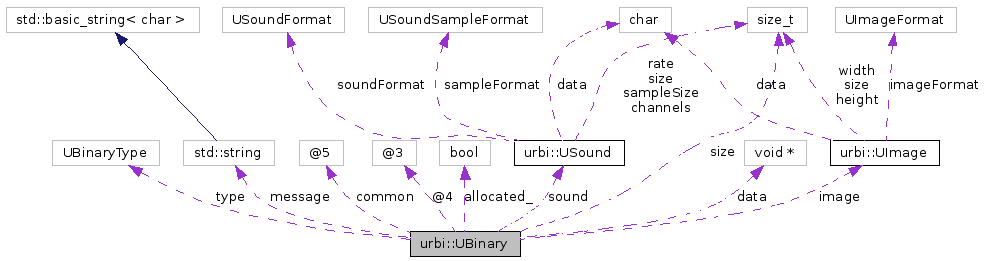 std::basic_string< char >
USoundFormat
USoundSampleFormat
char
size_t
UImageFormat
soundFormat
sampleFormat
data
rate
size
sampleSize
channels
data
width
size
height
imageFormat
UBinaryType
std::string
@5
@3
bool
urbi::USound
size
void *
urbi::UImage
type
message
common
@4
allocated_
sound
data
image
urbi::UBinary